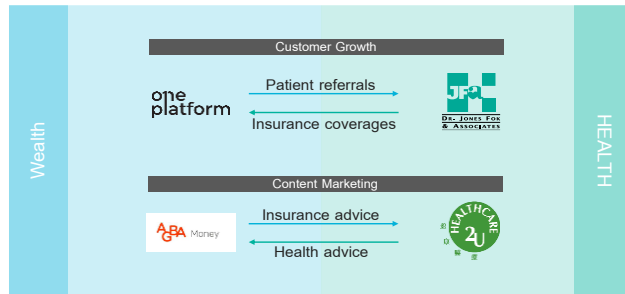 Customer Growth
Wealth
one
platform
Patient referrals
Insurance coverages
JFa
DR. JONES FOK
& ASSOCIATES
HEALTH
Content Marketing
AGBA Money
Insurance advice
Health advice
HEALTHCARE
2U